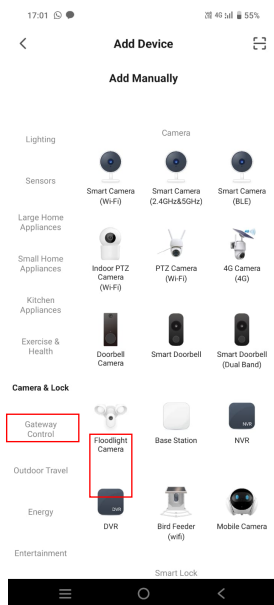 17:01
4G 55%
Add Device
Add Manually
Lighting
Sensors
Large Home
Appliances
Small Home
Appliances
Kitchen
Appliances
Exercise &
Health
Camera & Lock
Gateway
Control
Outdoor Travel
Energy
Entertainment
Camera
Smart Camera
(Wi-Fi)
Smart Camera
(2.4GHz&5GHz)
Smart Camera
(BLE)
Indoor PTZ
Camera
(Wi-Fi)
PTZ Camera
(Wi-Fi)
4G Camera
(4G)
Doorbell
Camera
Smart Doorbell
Smart Doorbell
(Dual Band)
Floodlight
Camera
Base Station
NVR
NVR
DVR
DVR
Bird Feeder
(wifi)
Mobile Camera
Smart Lock